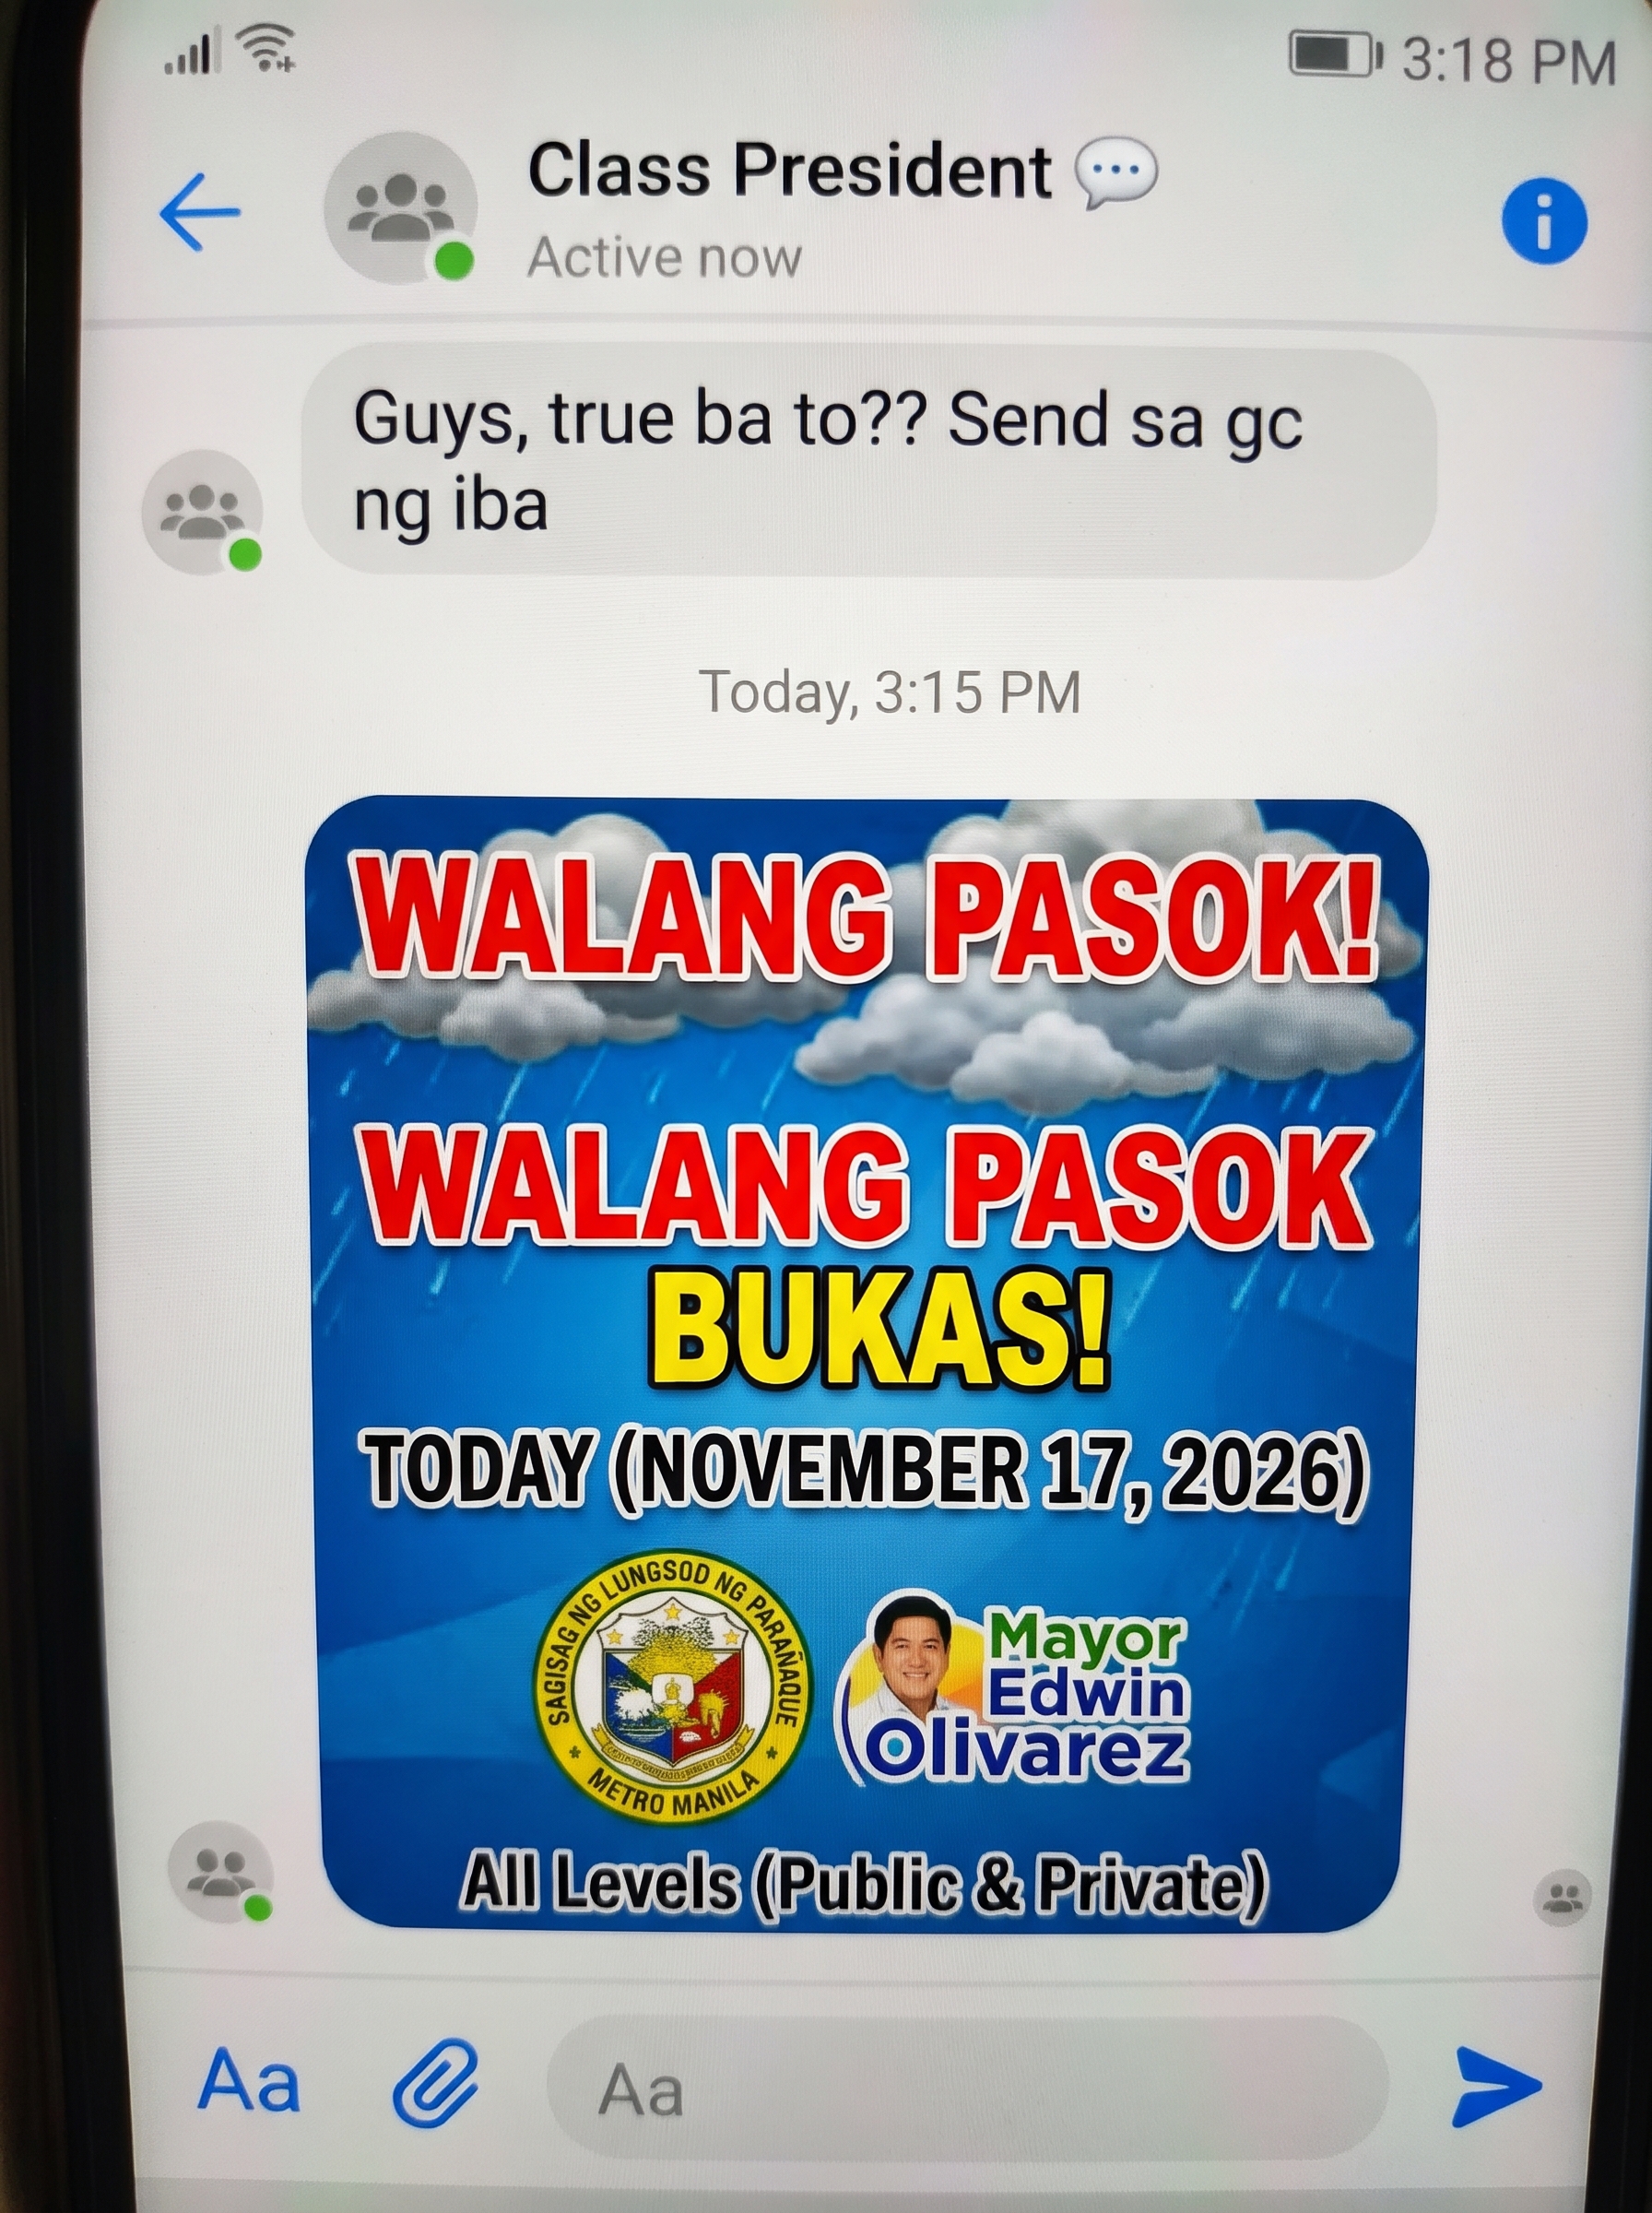 3:18 PM
Class President
Active now
Guys, true ba to?? Send sa gc
ng iba
Today, 3:15 PM
WALANG PASOK!
WALANG PASOK
BUKAS!
TODAY (NOVEMBER 17, 2026)
SAGISAG NG LUNGSOD NG PARAÑAQUE
METRO MANILA
Mayor
Edwin
Olivarez
All Levels (Public & Private)
Aa
Aa